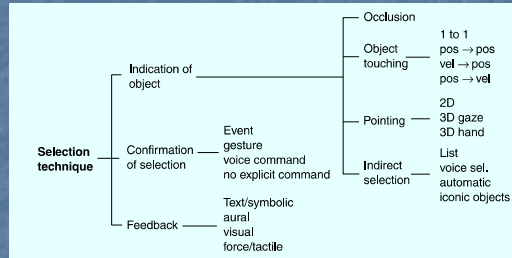 Selection
technique
Indication of
object
Occlusion
Object
touching
1 to 1
pos → pos
vel → pos
pos → vel
Pointing
2D
3D gaze
3D hand
Indirect
selection
List
voice sel.
automatic
iconic objects
Confirmation
of selection
Event
gesture
voice command
no explicit command
Feedback
Text/symbolic
aural
visual
force/tactile